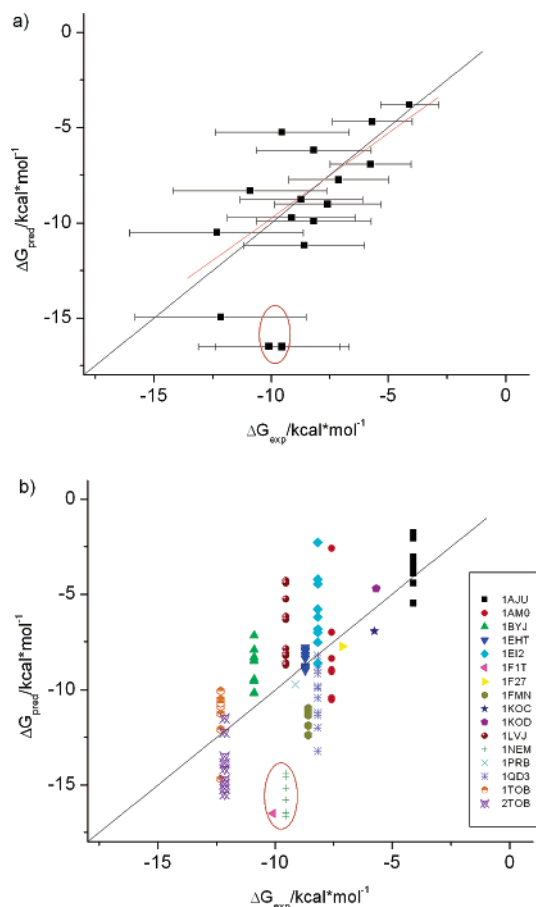 a)
0
-5
-10
-15
ΔG_pred/kcal*mol⁻¹
-15 -10 -5 0
ΔG_exp/kcal*mol⁻¹
b)
0
-5
-10
-15
ΔG_pred/kcal*mol⁻¹
-15 -10 -5 0
ΔG_exp/kcal*mol⁻¹
1AJU
1AM0
1BYJ
1EHT
1EI2
1F1T
1F27
1FMN
1KOC
1KOD
1LVJ
1NEM
1PRB
1QD3
1TOB
2TOB